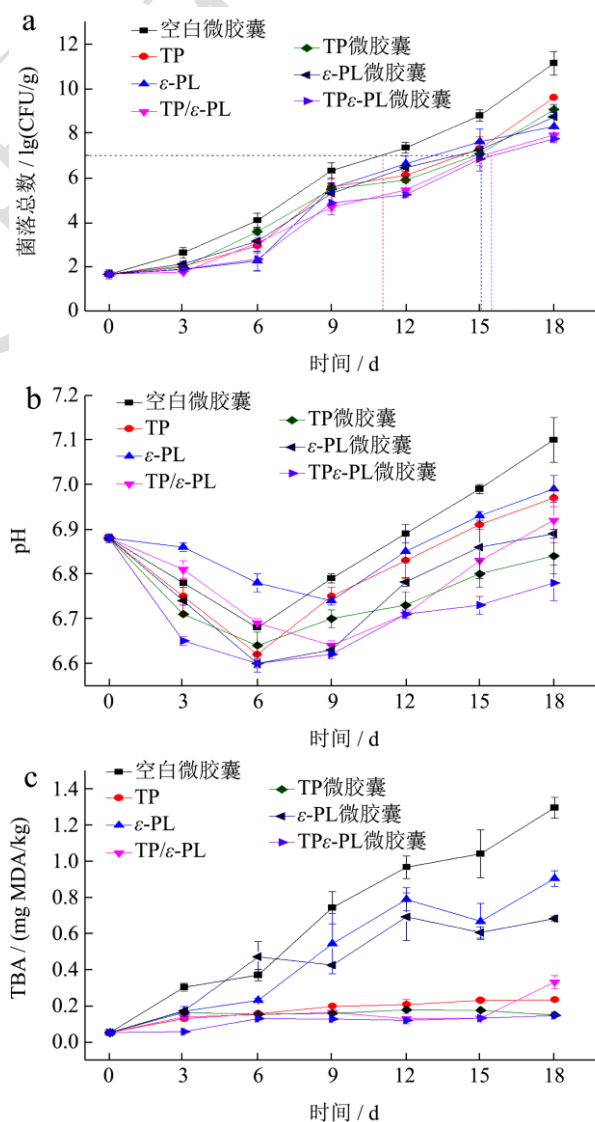 a
空白微胶囊
TP
ε-PL
TP/ε-PL
TP微胶囊
ε-PL微胶囊
TPε-PL微胶囊
菌落总数 / lg(CFU/g)
12
10
8
6
4
2
0
0 3 6 9 12 15 18
时间 / d
b
空白微胶囊
TP
ε-PL
TP/ε-PL
TP微胶囊
ε-PL微胶囊
TPε-PL微胶囊
pH
7.2
7.1
7.0
6.9
6.8
6.7
6.6
0 3 6 9 12 15 18
时间 / d
c
空白微胶囊
TP
ε-PL
TP/ε-PL
TP微胶囊
ε-PL微胶囊
TPε-PL微胶囊
TBA / (mg MDA/kg)
1.4
1.2
1.0
0.8
0.6
0.4
0.2
0.0
0 3 6 9 12 15 18
时间 / d